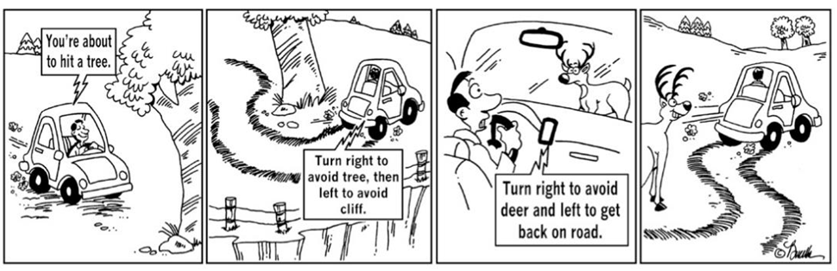 You're about
to hit a tree.
Turn right to
avoid tree, then
left to avoid
cliff.
Turn right to avoid
deer and left to get
back on road.